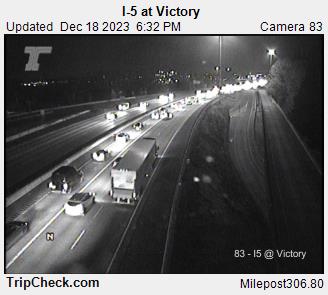 I-5 at Victory
Updated Dec 18 2023 6:32 PM Camera 83
T
N
83 - I5 @ Victory
TripCheck.com Milepost306.80